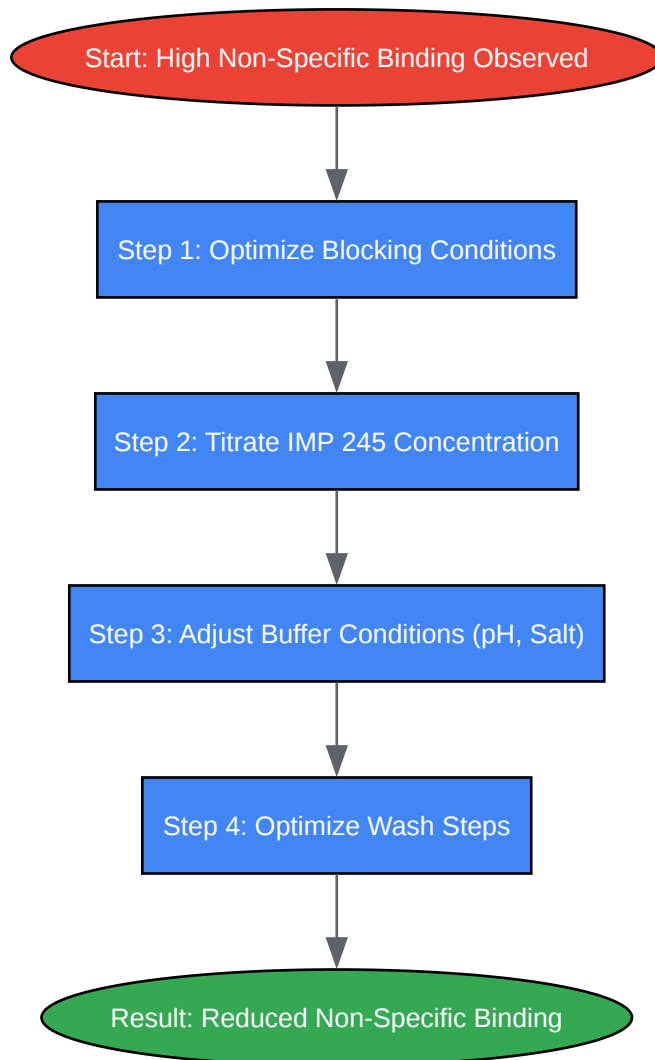 Start: High Non-Specific Binding Observed
Step 1: Optimize Blocking Conditions
Step 2: Titrate IMP 245 Concentration
Step 3: Adjust Buffer Conditions (pH, Salt)
Step 4: Optimize Wash Steps
Result: Reduced Non-Specific Binding